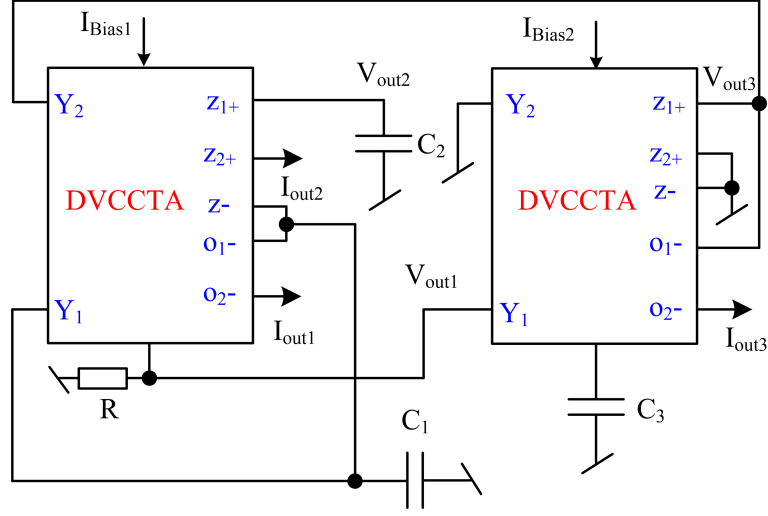 I_Bias1
I_Bias2
V_out2
V_out3
Y_2
z_1+
Y_2
z_1+
C_2
z_2+
z_2+
I_out2
DVCCTA
z-
DVCCTA
z-
o_1-
o_1-
V_out1
o_2-
o_2-
Y_1
Y_1
I_out1
I_out3
R
C_1
C_3